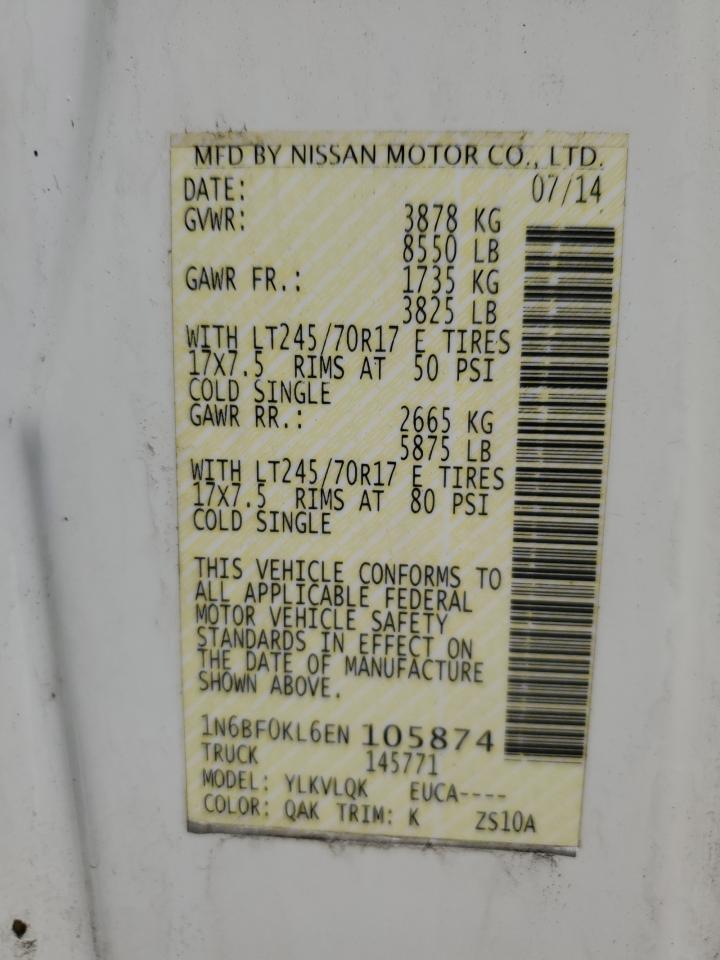 MFD BY NISSAN MOTOR CO., LTD.
DATE: 07/14
GVWR: 3878 KG
8550 LB
GAWR FR.: 1735 KG
3825 LB
WITH LT245/70R17 E TIRES
17X7.5 RIMS AT 50 PSI
COLD SINGLE
GAWR RR.: 2665 KG
5875 LB
WITH LT245/70R17 E TIRES
17X7.5 RIMS AT 80 PSI
COLD SINGLE
THIS VEHICLE CONFORMS TO
ALL APPLICABLE FEDERAL
MOTOR VEHICLE SAFETY
STANDARDS IN EFFECT ON
THE DATE OF MANUFACTURE
SHOWN ABOVE.
1N6BF0KL6EN 105874
TRUCK 145771
MODEL: YLKVLQK EUCA----
COLOR: QAK TRIM: K ZS10A